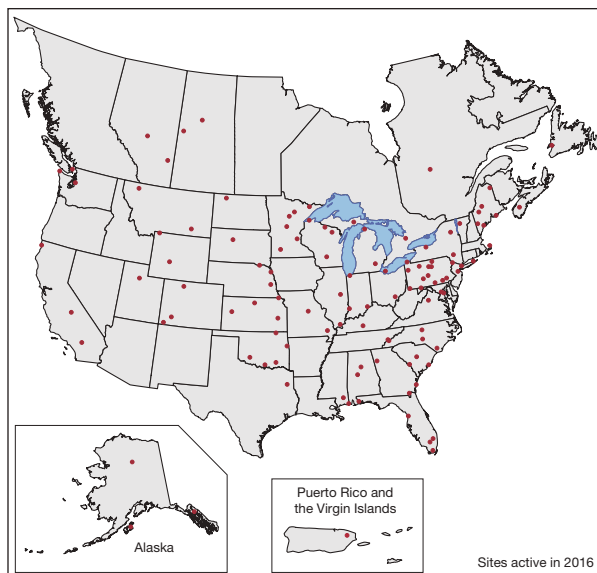 Puerto Rico and
the Virgin Islands
Alaska
Sites active in 2016